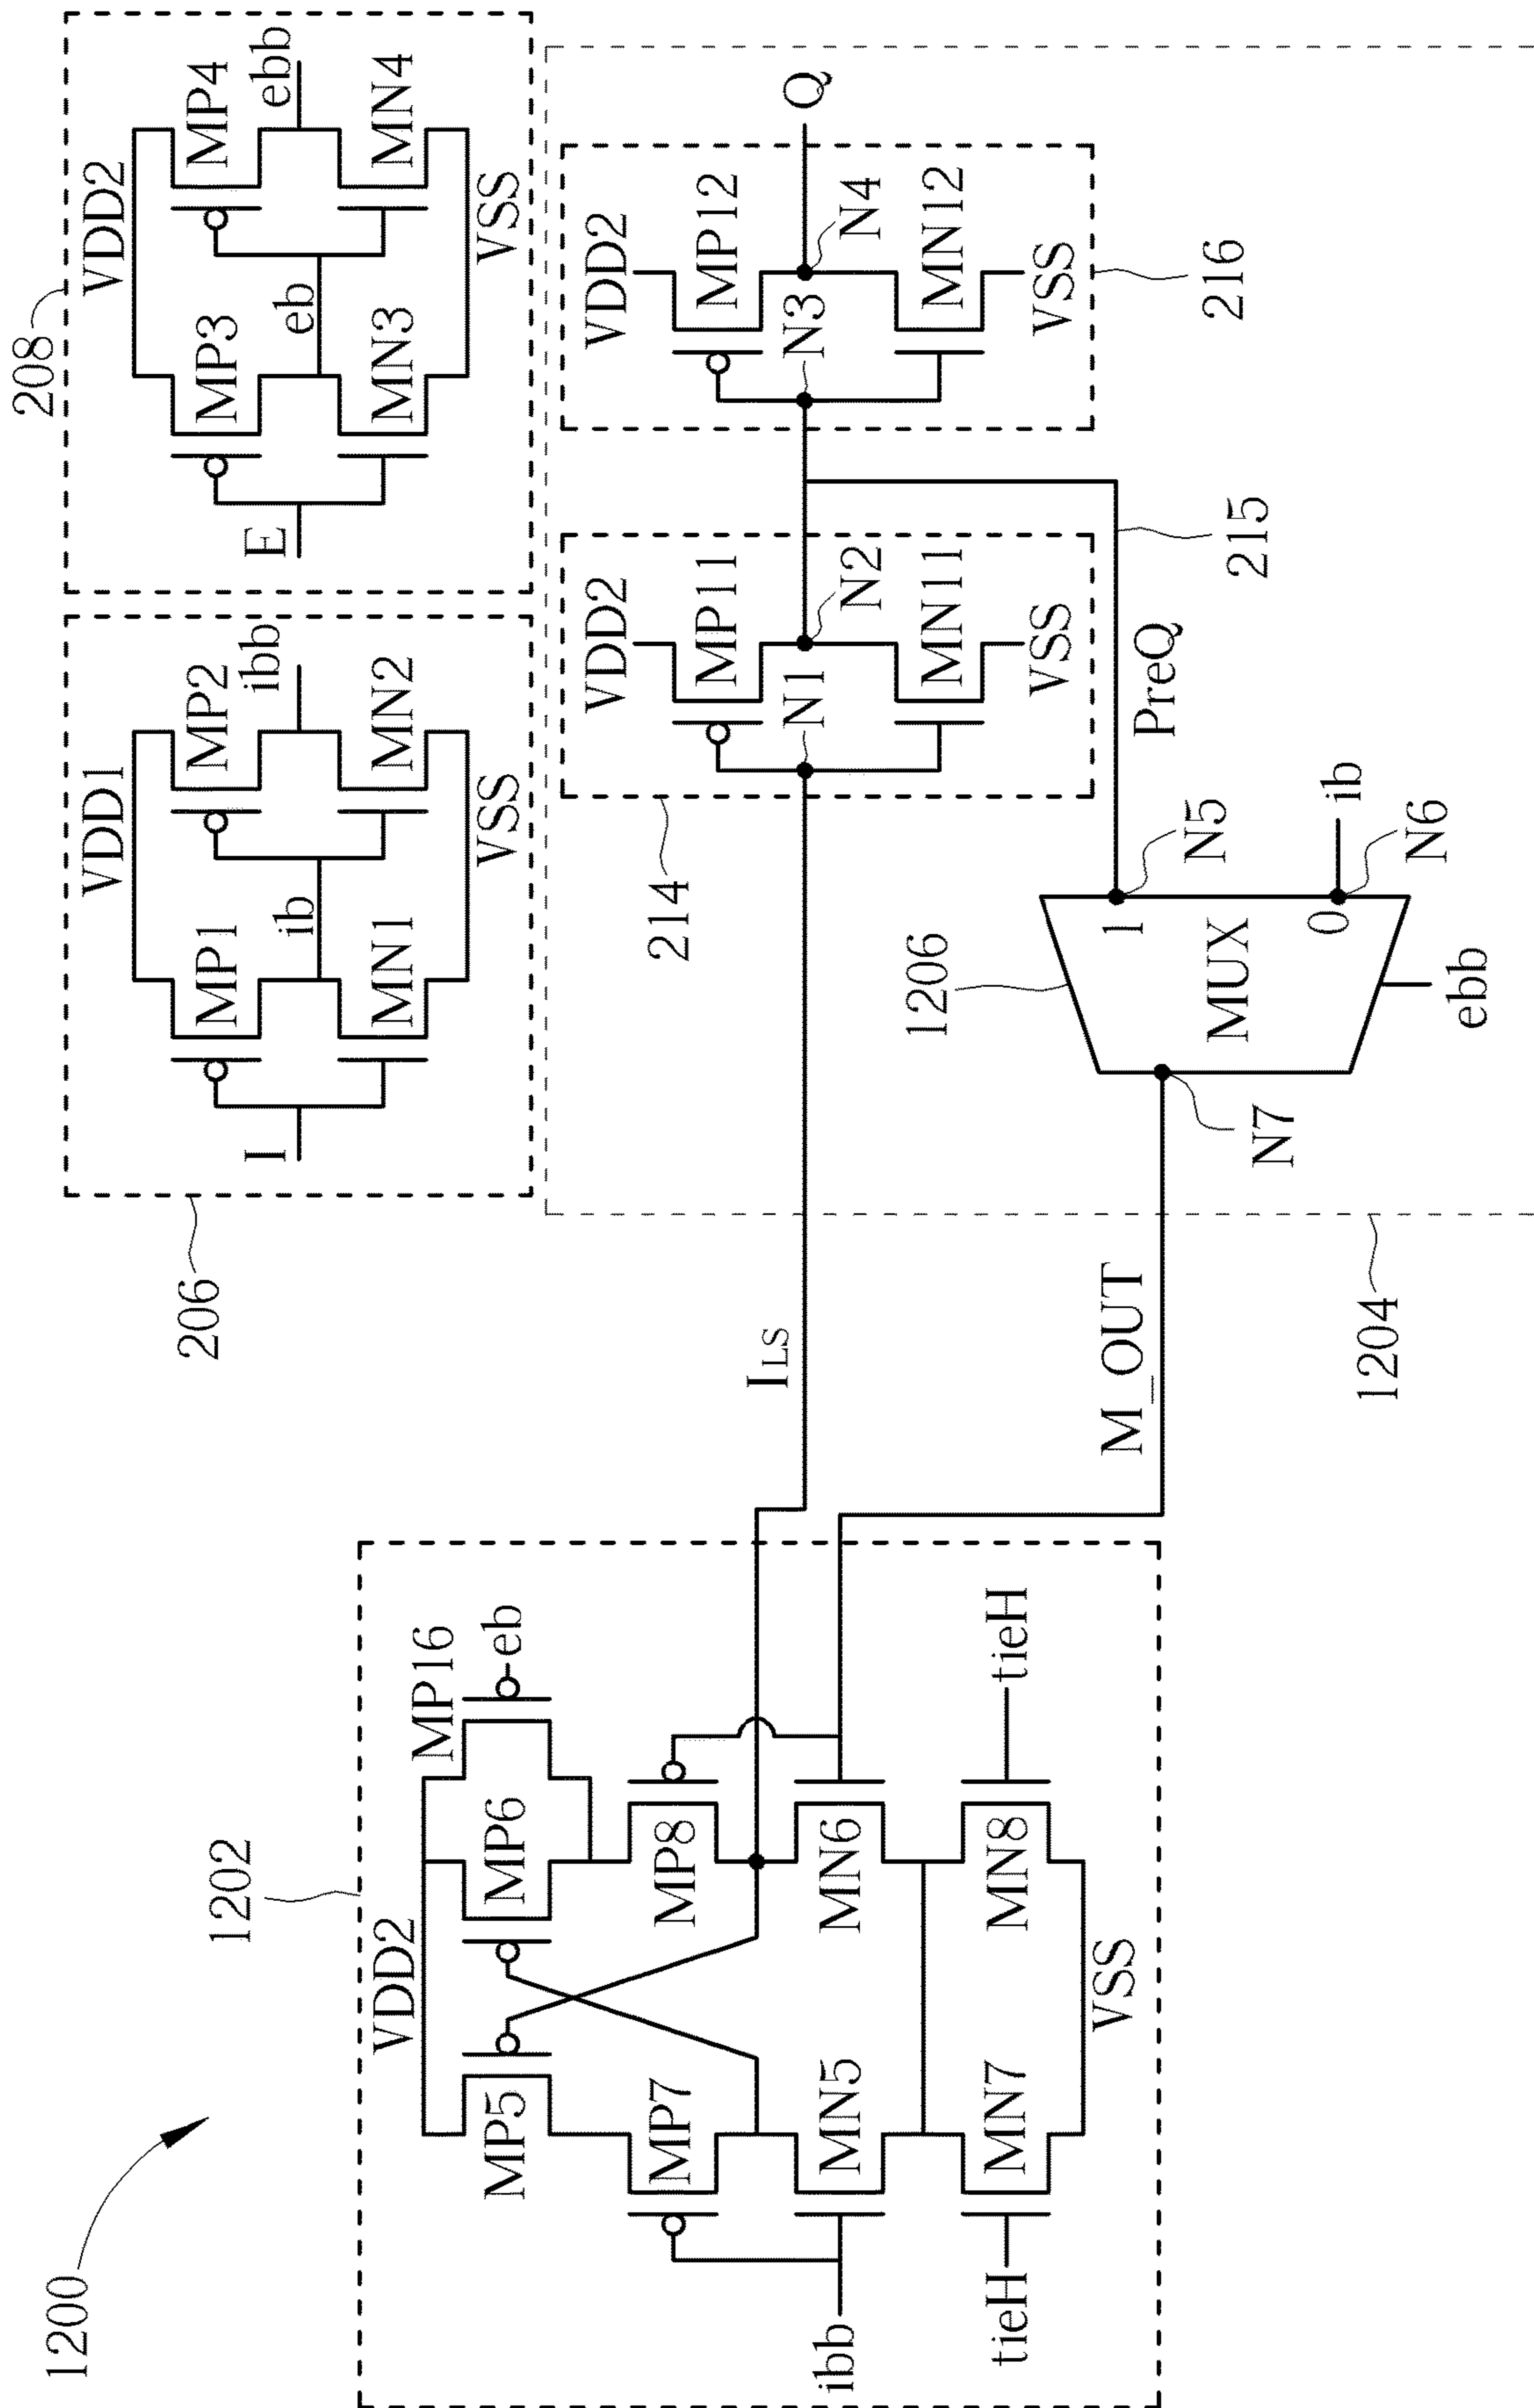 1200
1202
VDD2
MP5
MP6
MP16
eb
MP7
MP8
ibb
MN5
MN6
tieH
MN7
MN8
tieH
VSS
I_LS
M_OUT
206
VDD1
I
MP1
MP2
ib
ibb
MN1
MN2
VSS
208
VDD2
E
MP3
MP4
eb
ebb
MN3
MN4
VSS
1204
214
VDD2
MP11
N1
N2
MN11
VSS
VDD2
MP12
N3
N4
MN12
VSS
216
Q
215
PreQ
1206
MUX
1
0
N5
N6
N7
ib
ebb